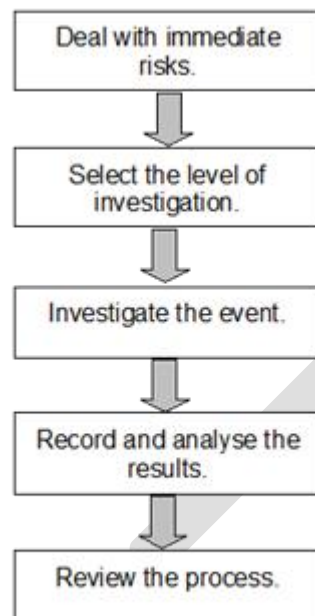 Deal with immediate
risks.
Select the level of
investigation.
Investigate the event.
Record and analyse the
results.
Review the process.